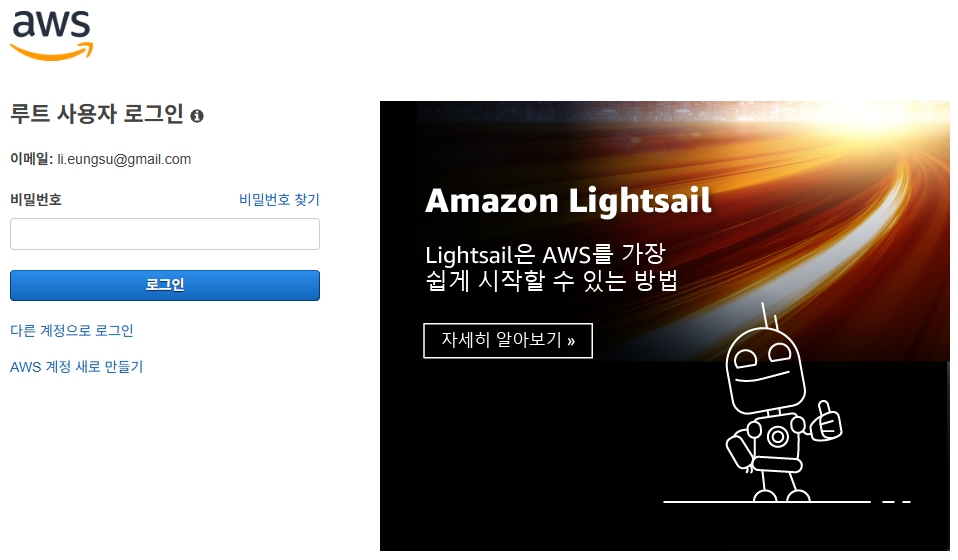 aws
루트 사용자 로그인
이메일: li.eungsu@gmail.com
비밀번호
비밀번호 찾기
로그인
다른 계정으로 로그인
AWS 계정 새로 만들기
Amazon Lightsail
Lightsail은 AWS를 가장
쉽게 시작할 수 있는 방법
자세히 알아보기 »